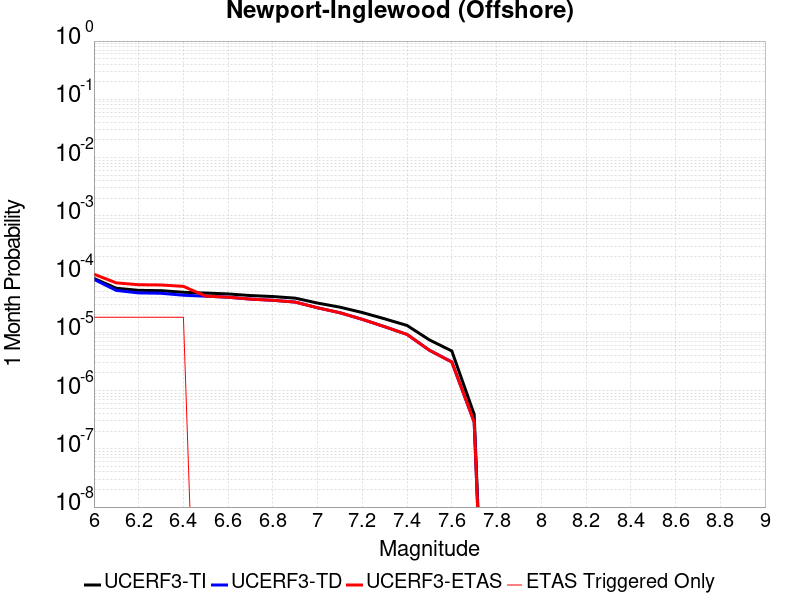 Newport-Inglewood (Offshore)
10^0
10^-1
10^-2
10^-3
10^-4
10^-5
10^-6
10^-7
10^-8
1 Month Probability
6 6.2 6.4 6.6 6.8 7 7.2 7.4 7.6 7.8 8 8.2 8.4 8.6 8.8 9
Magnitude
UCERF3-TI UCERF3-TD UCERF3-ETAS ETAS Triggered Only